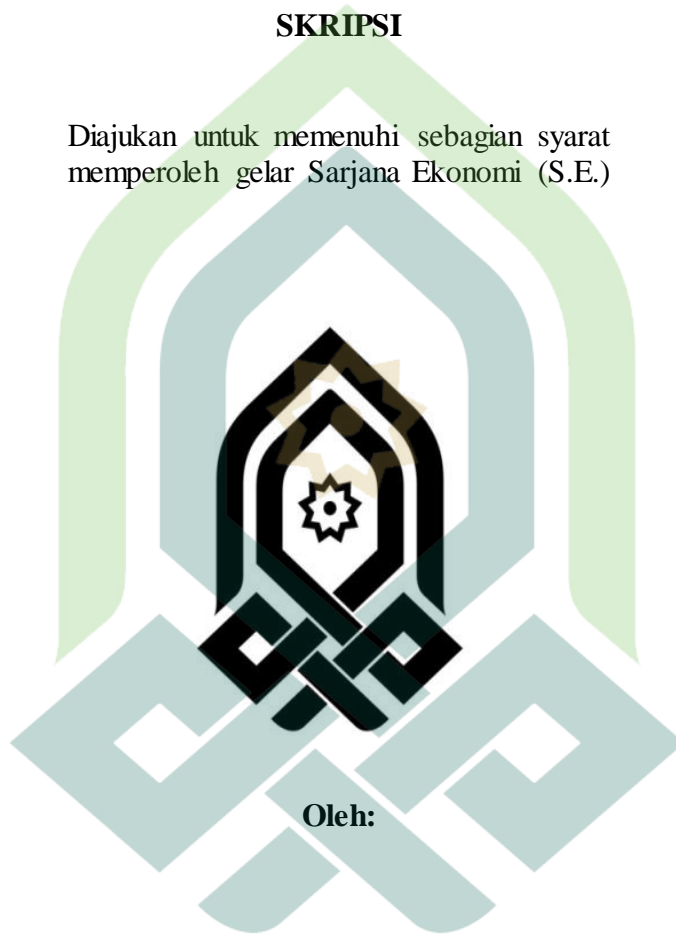 SKRIPSI
Diajukan untuk memenuhi sebagian syarat
memperoleh gelar Sarjana Ekonomi (S.E.)
Oleh: